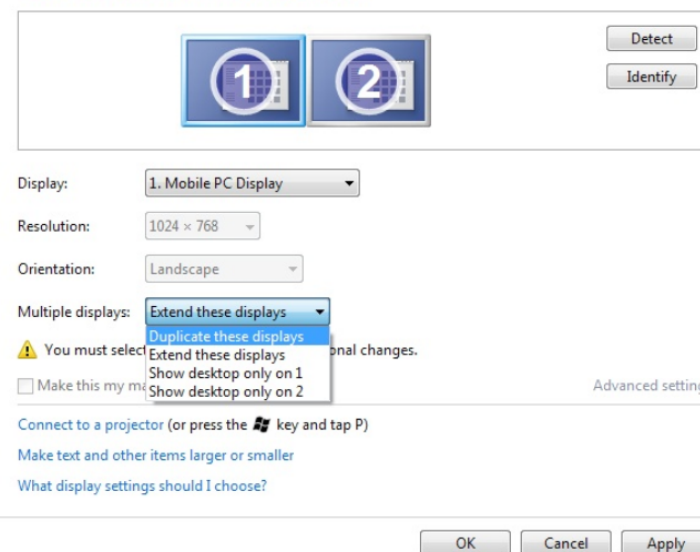 1
2
Detect
Identify
Display: 1. Mobile PC Display
Resolution: 1024 × 768
Orientation: Landscape
Multiple displays: Extend these displays
Duplicate these displays
You must select onal changes.
Extend these displays
Show desktop only on 1
Make this my ma
Show desktop only on 2
Advanced setting
Connect to a projector (or press the key and tap P)
Make text and other items larger or smaller
What display settings should I choose?
OK Cancel Apply